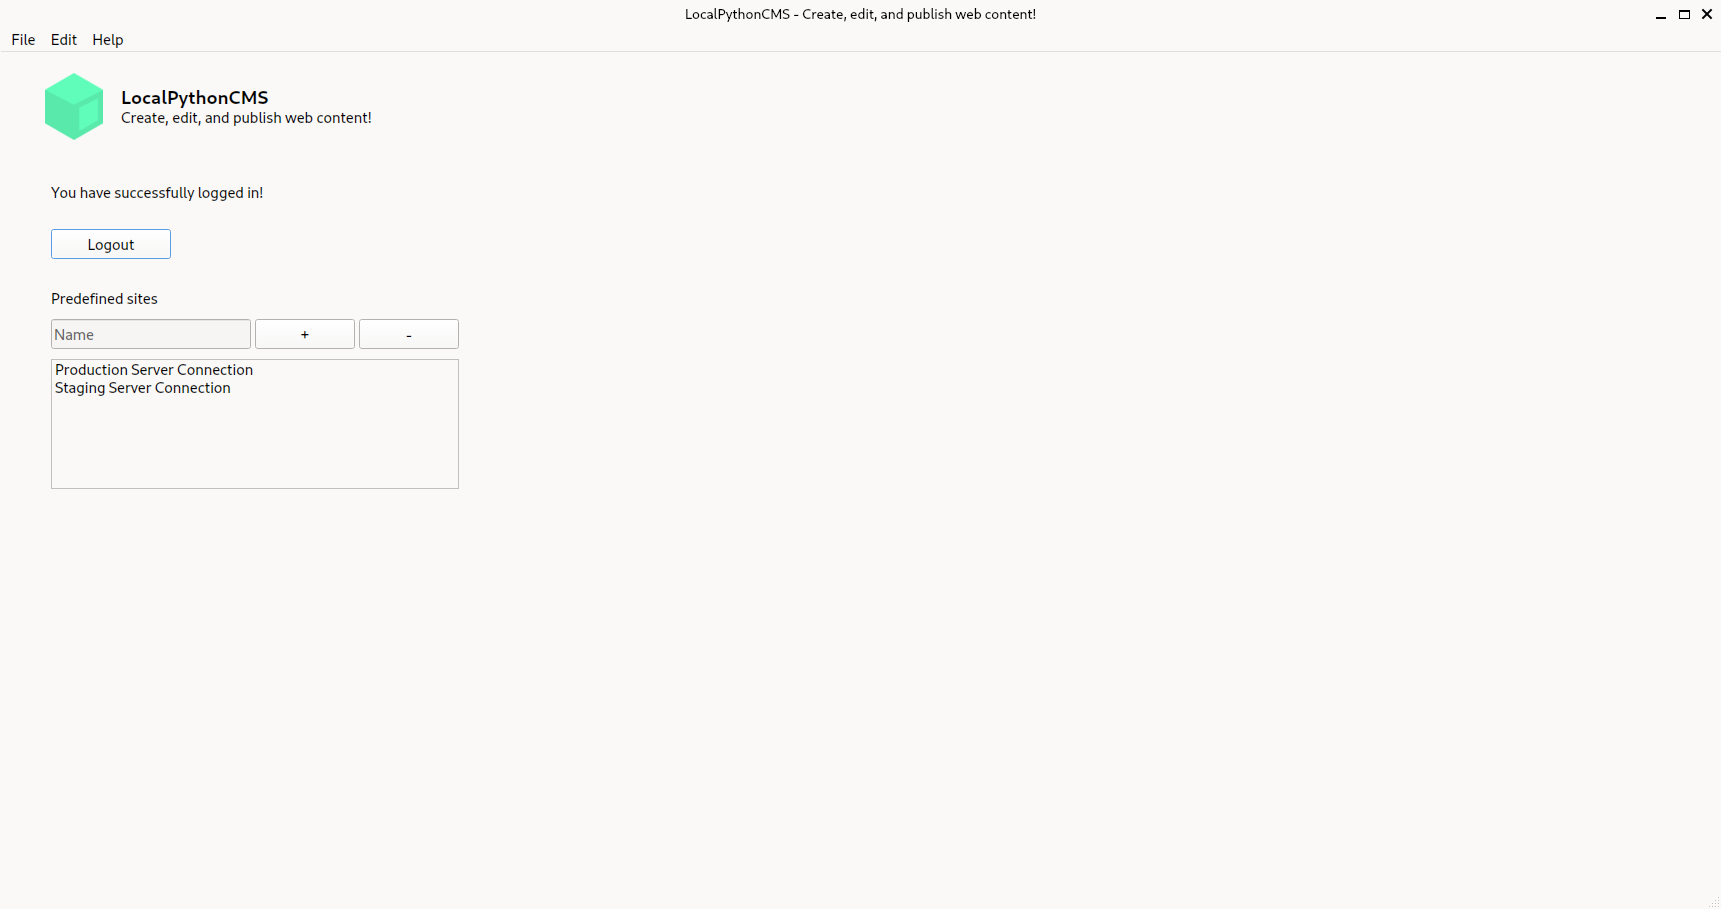 LocalPythonCMS - Create, edit, and publish web content!
File Edit Help
LocalPythonCMS
Create, edit, and publish web content!
You have successfully logged in!
Logout
Predefined sites
Name + -
Production Server Connection
Staging Server Connection